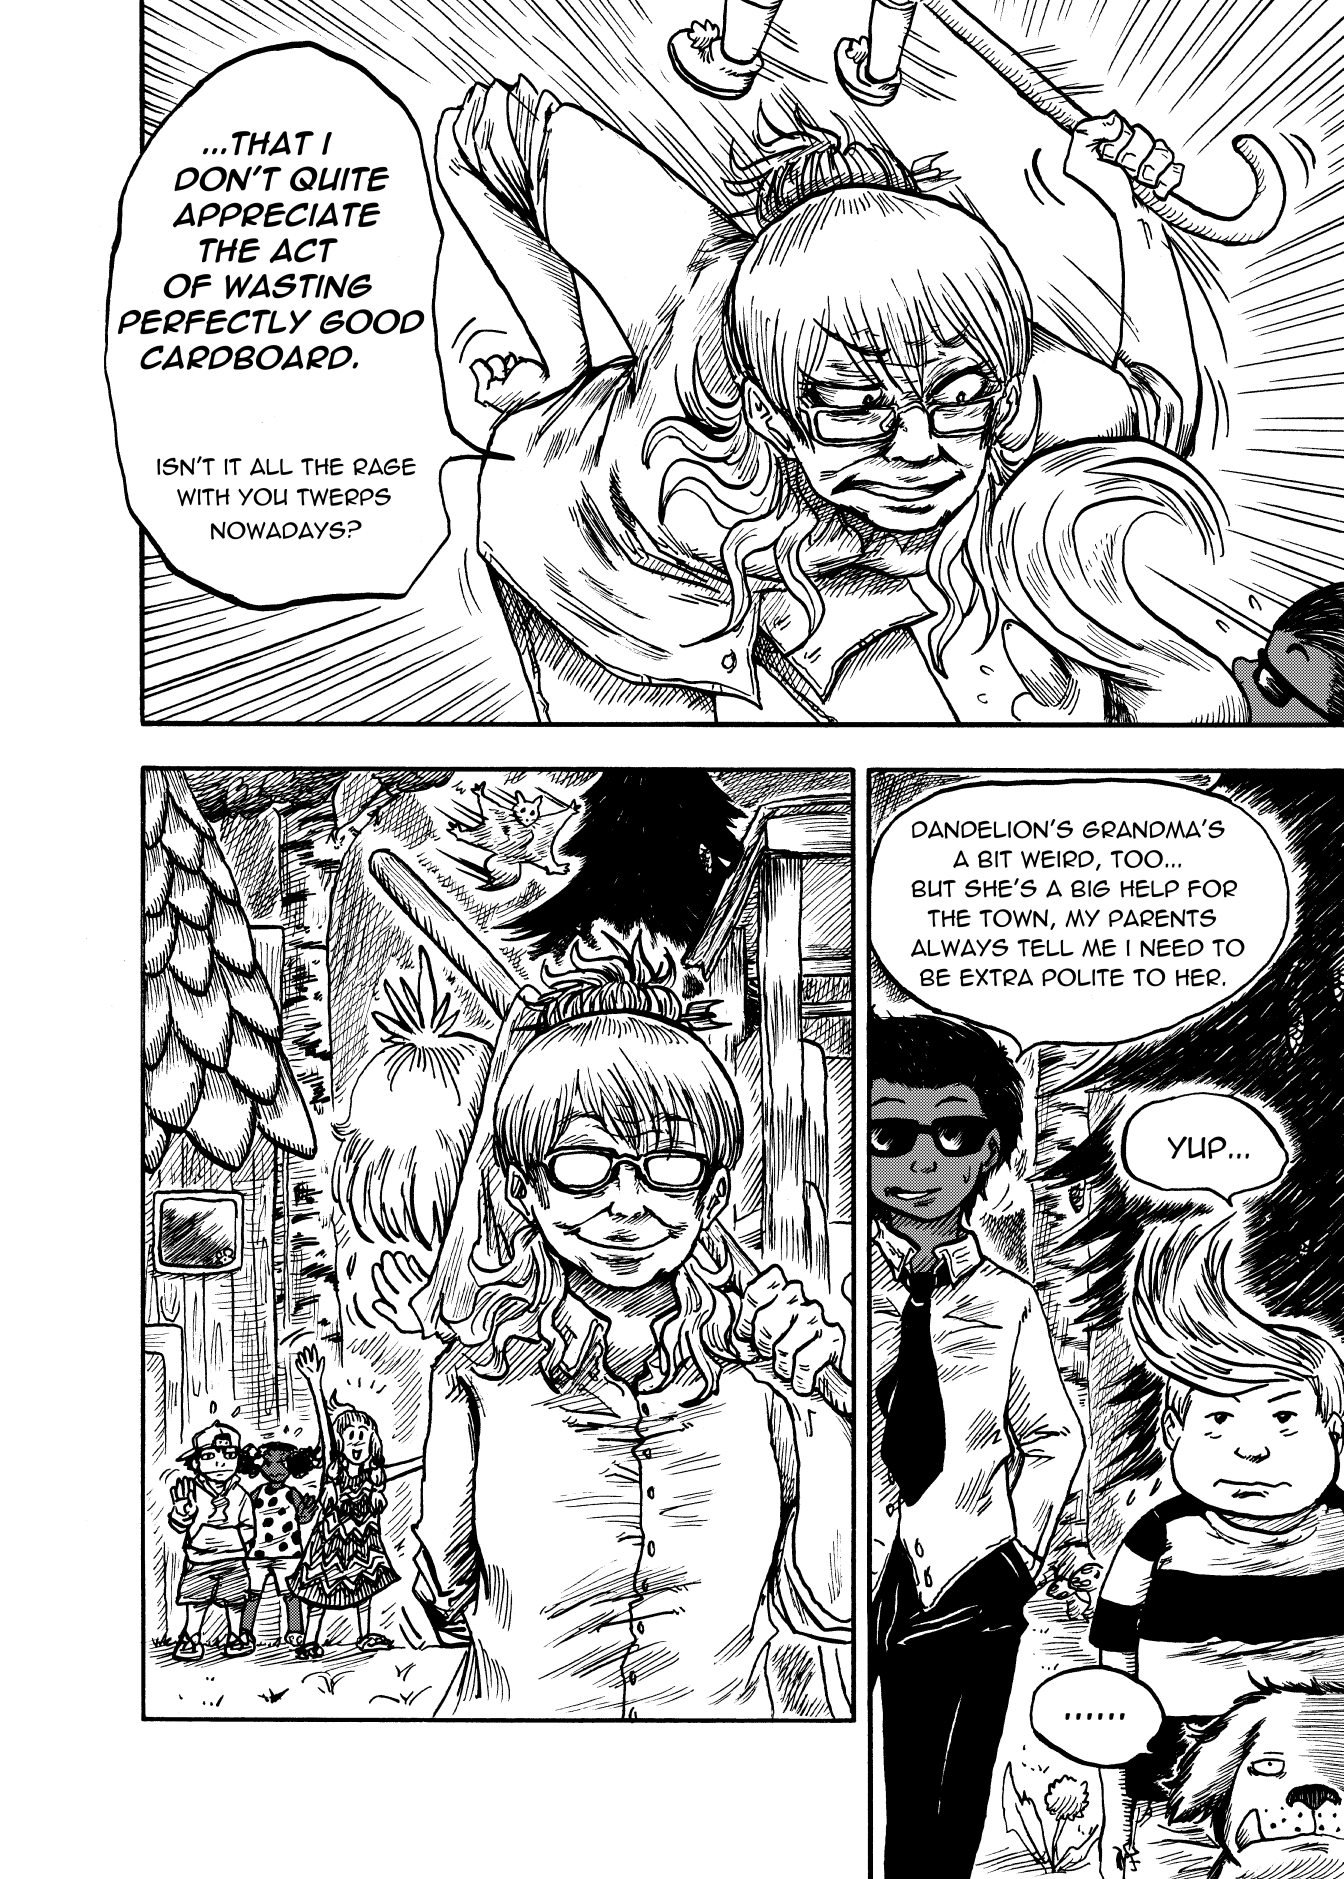 ...THAT I
DON'T QUITE
APPRECIATE
THE ACT
OF WASTING
PERFECTLY GOOD
CARDBOARD.
ISN'T IT ALL THE RAGE
WITH YOU TWERPS
NOWADAYS?
DANDELION'S GRANDMA'S
A BIT WEIRD, TOO...
BUT SHE'S A BIG HELP FOR
THE TOWN, MY PARENTS
ALWAYS TELL ME I NEED TO
BE EXTRA POLITE TO HER.
YUP...
......